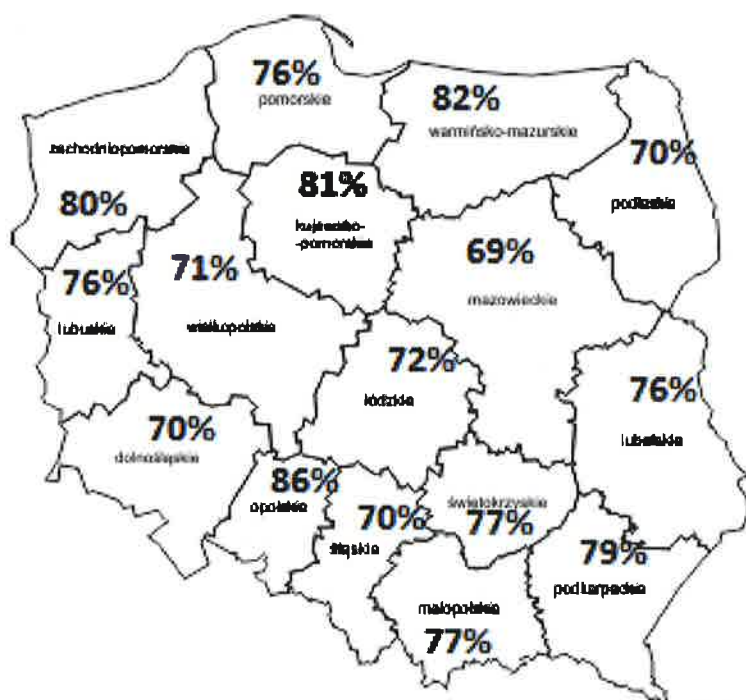 76%
pomorskie
82%
warmińsko-mazurskie
zachodniopomorskie
80%
81%
kujawsko-
-pomorskie
70%
podlaskie
76%
lubuskie
71%
wielkopolskie
69%
mazowieckie
72%
łódzkie
76%
lubelskie
70%
dolnośląskie
86%
opolskie
70%
śląskie
świętokrzyskie
77%
79%
podkarpackie
małopolskie
77%